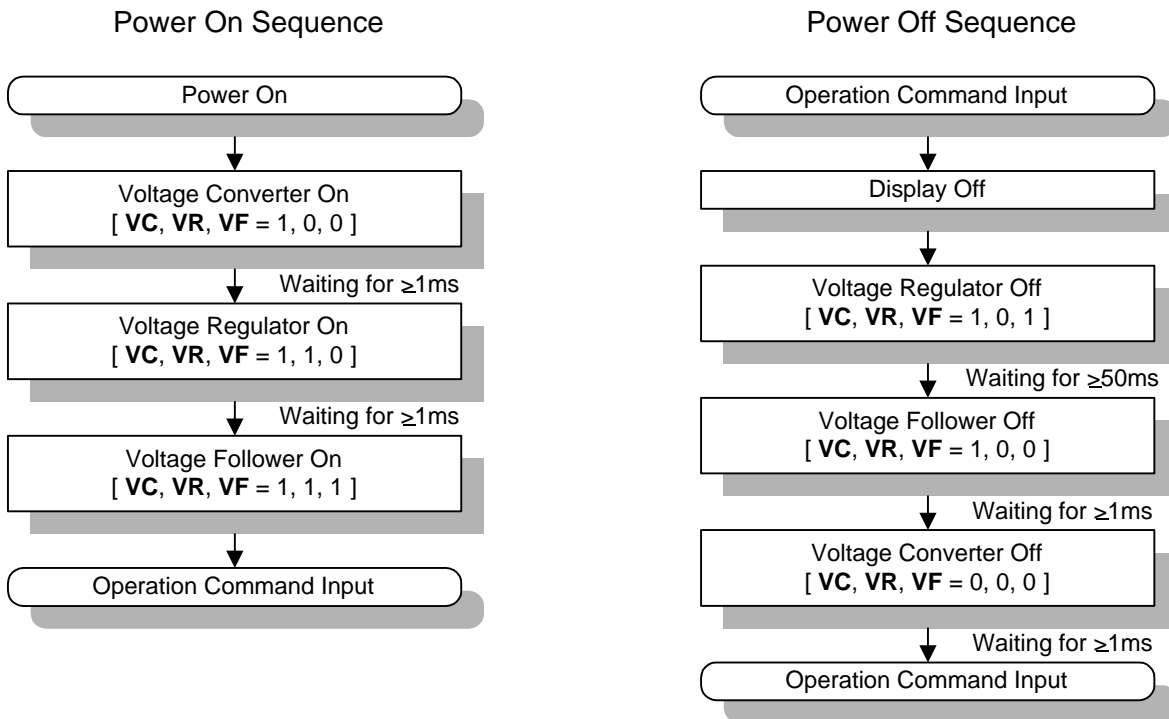 Power On Sequence
Power On
Voltage Converter On
[ VC, VR, VF = 1, 0, 0 ]
Waiting for ≥1ms
Voltage Regulator On
[ VC, VR, VF = 1, 1, 0 ]
Waiting for ≥1ms
Voltage Follower On
[ VC, VR, VF = 1, 1, 1 ]
Operation Command Input
Power Off Sequence
Operation Command Input
Display Off
Voltage Regulator Off
[ VC, VR, VF = 1, 0, 1 ]
Waiting for ≥50ms
Voltage Follower Off
[ VC, VR, VF = 1, 0, 0 ]
Waiting for ≥1ms
Voltage Converter Off
[ VC, VR, VF = 0, 0, 0 ]
Waiting for ≥1ms
Operation Command Input